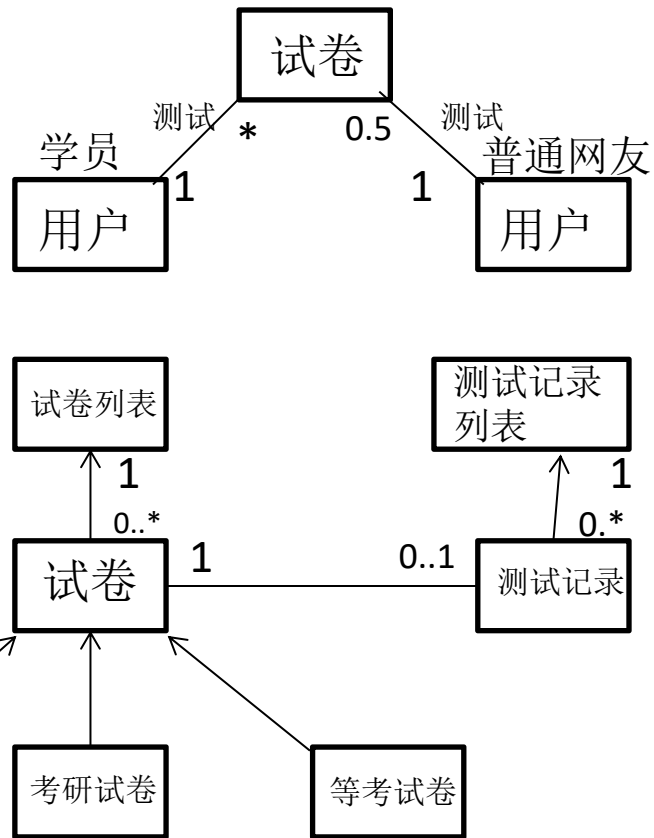 试卷
测试
*
0.5
测试
学员
1
1
普通网友
用户
用户
试卷列表
测试记录
列表
1
1
0..*
0.*
试卷
1
0..1
测试记录
考研试卷
等考试卷